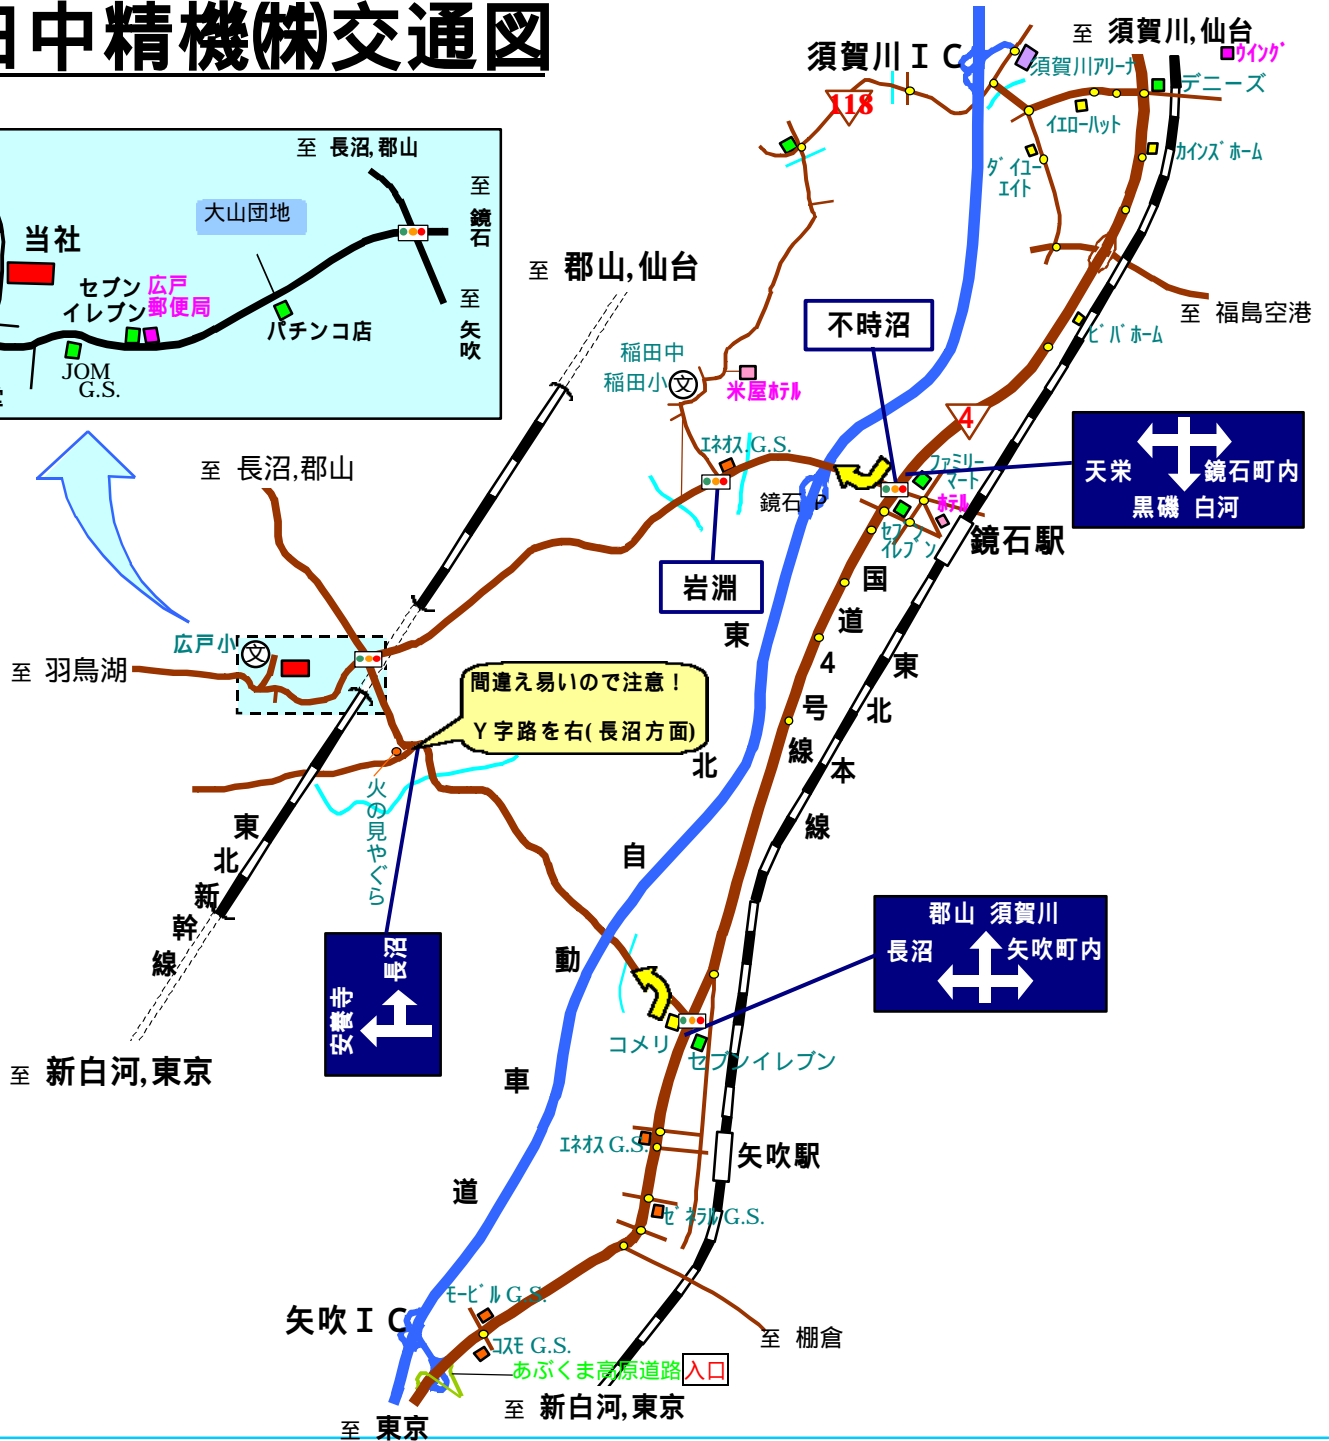 田中精機㈱交通図
至 須賀川,仙台
ウイング
須賀川ＩＣ
須賀川アリーナ
デニーズ
118
イエローハット
カインズホーム
ダイユー
エイト
至 長沼,郡山
至 鏡石
大山団地
当社
セブン
イレブン
広戸
郵便局
パチンコ店
至 矢吹
JOM
G.S.
至 郡山,仙台
至 福島空港
不時沼
ビバホーム
稲田中
稲田小
文
米屋ホテル
4
エネオス.G.S.
ファミリー
マート
天栄 鏡石町内
黒磯 白河
至 長沼,郡山
鏡石 P
ホテル
セブン
イレブン
鏡石駅
岩淵
国道4号線
東北本線
東北自動車道
広戸小
文
至 羽鳥湖
間違え易いので注意！
Ｙ字路を右(長沼方面)
火の見やぐら
東北新幹線
長沼
安養寺
郡山 須賀川
長沼 矢吹町内
コメリ
セブンイレブン
至 新白河,東京
エネオス G.S.
矢吹駅
ゼネラル G.S.
モービル G.S.
矢吹ＩＣ
コスモ G.S.
至 棚倉
あぶくま高原道路入口
至 新白河,東京
至 東京